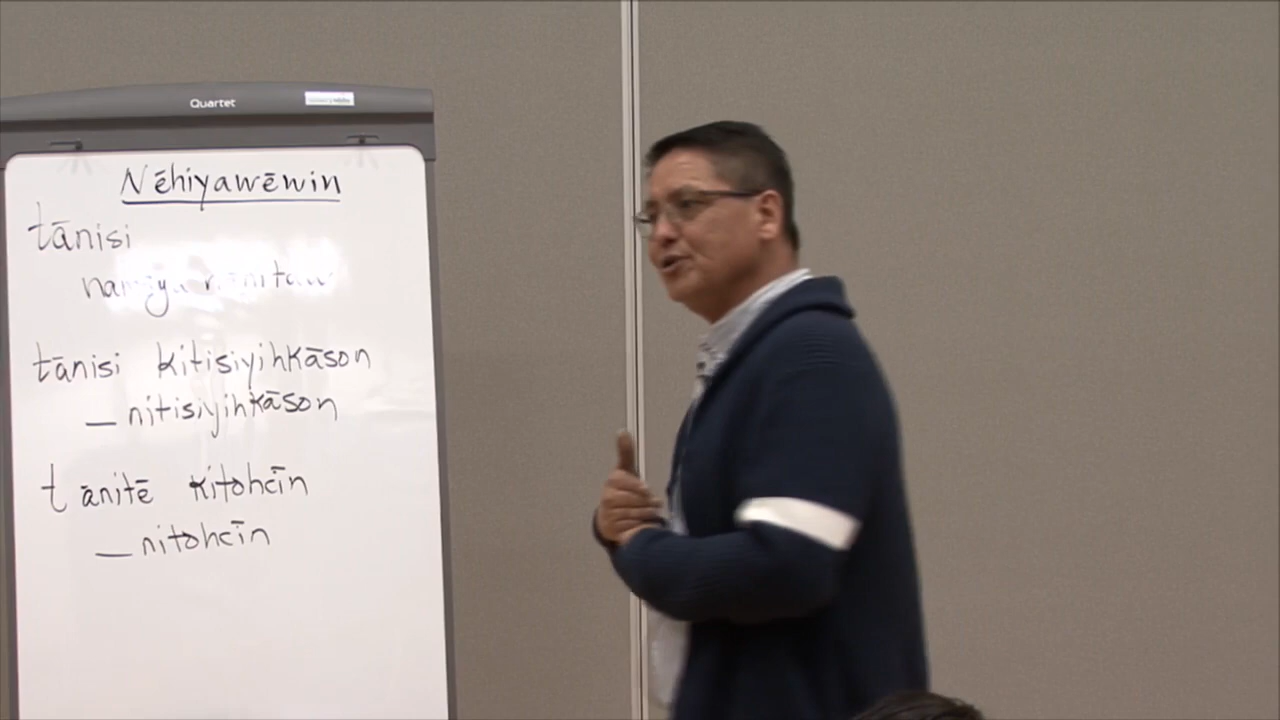 Quartet
Nēhiyawēwin
tānisi
tānisi kitisiyihkāson
_ nitisiyihkāson
tānitē kitohcīn
_ nitohcīn